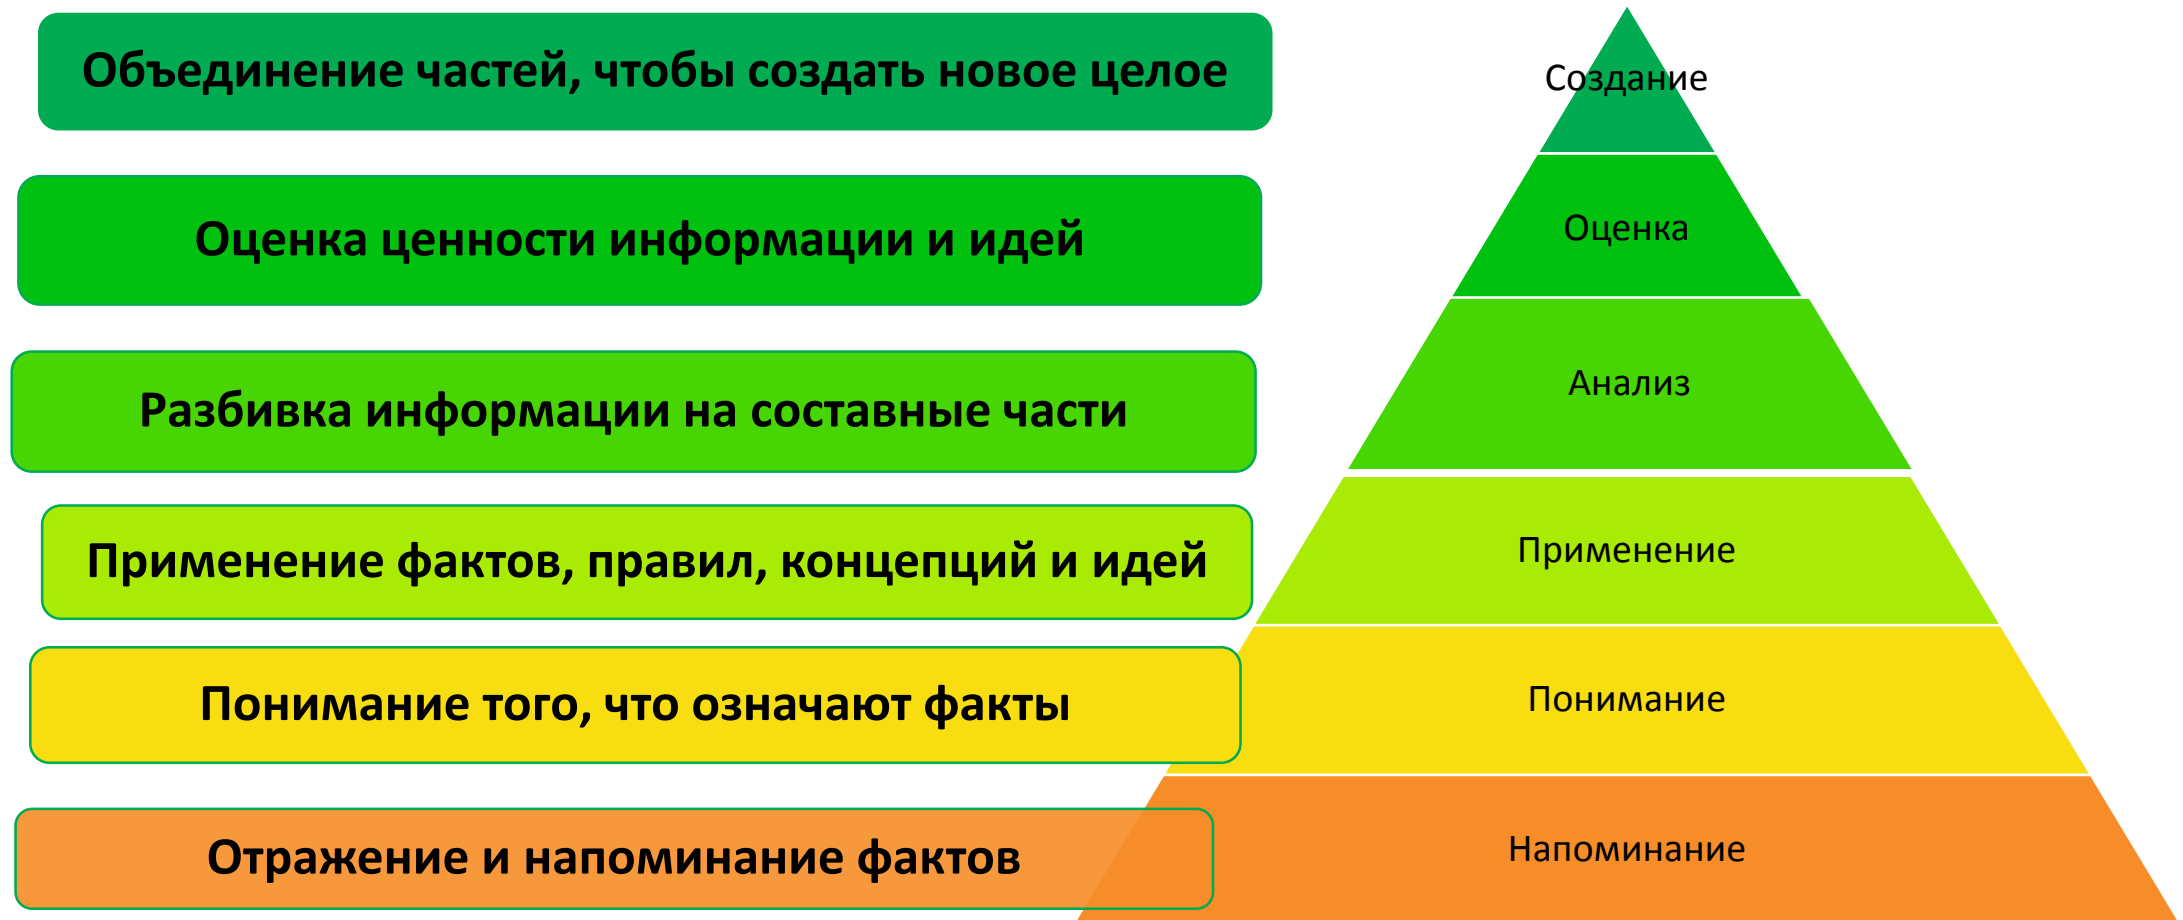 Объединение частей, чтобы создать новое целое
Создание
Оценка ценности информации и идей
Оценка
Разбивка информации на составные части
Анализ
Применение фактов, правил, концепций и идей
Применение
Понимание того, что означают факты
Понимание
Отражение и напоминание фактов
Напоминание